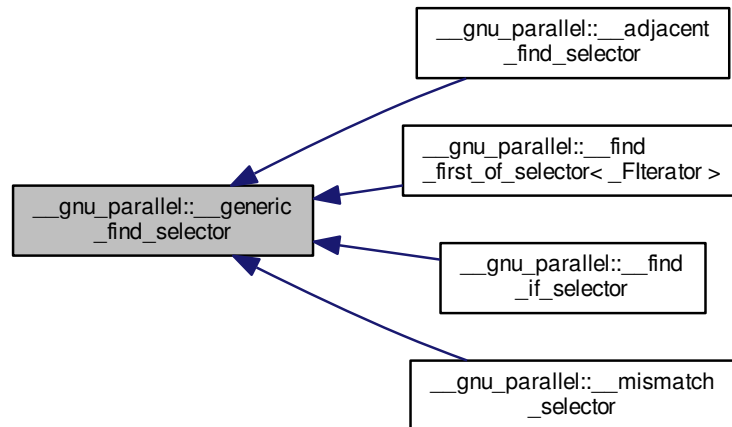 __gnu_parallel::__adjacent
_find_selector
__gnu_parallel::__find
_first_of_selector< _FIterator >
__gnu_parallel::__generic
_find_selector
__gnu_parallel::__find
_if_selector
__gnu_parallel::__mismatch
_selector